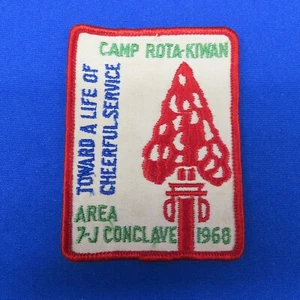 CAMP ROTA-KIWAN
TOWARD A LIFE OF
CHEERFUL SERVICE
AREA
7-J CONCLAVE 1968